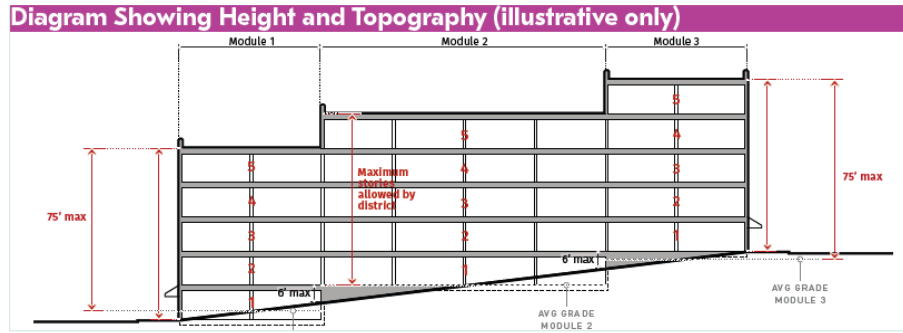 Diagram Showing Height and Topography (illustrative only)
Module 1
Module 2
Module 3
5
4
3
2
1
75' max
5
4
3
2
1
Maximum
stories
allowed by
district
6' max
5
4
3
2
1
6' max
75' max
AVG GRADE
MODULE 2
AVG GRADE
MODULE 3